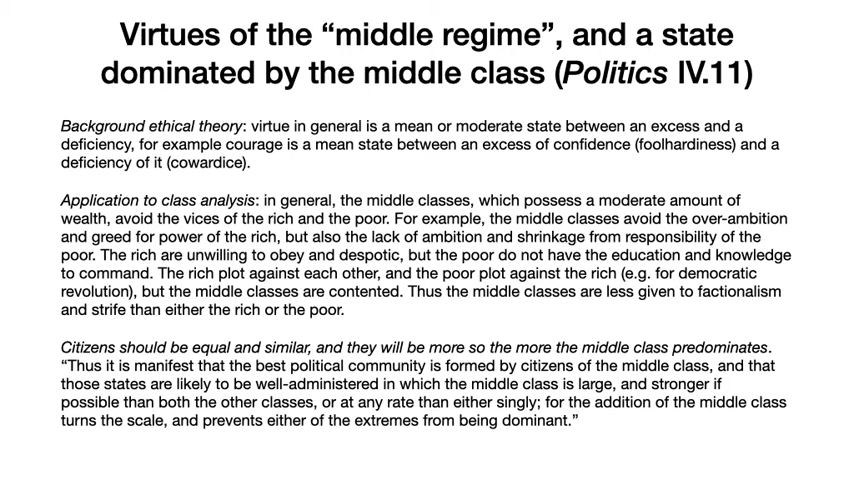 Virtues of the “middle regime”, and a state
dominated by the middle class (Politics IV.11)
Background ethical theory: virtue in general is a mean or moderate state between an excess and a
deficiency, for example courage is a mean state between an excess of confidence (foolhardiness) and a
deficiency of it (cowardice).
Application to class analysis: in general, the middle classes, which possess a moderate amount of
wealth, avoid the vices of the rich and the poor. For example, the middle classes avoid the over-ambition
and greed for power of the rich, but also the lack of ambition and shrinkage from responsibility of the
poor. The rich are unwilling to obey and despotic, but the poor do not have the education and knowledge
to command. The rich plot against each other, and the poor plot against the rich (e.g. for democratic
revolution), but the middle classes are contented. Thus the middle classes are less given to factionalism
and strife than either the rich or the poor.
Citizens should be equal and similar, and they will be more so the more the middle class predominates.
“Thus it is manifest that the best political community is formed by citizens of the middle class, and that
those states are likely to be well-administered in which the middle class is large, and stronger if
possible than both the other classes, or at any rate than either singly; for the addition of the middle class
turns the scale, and prevents either of the extremes from being dominant.”